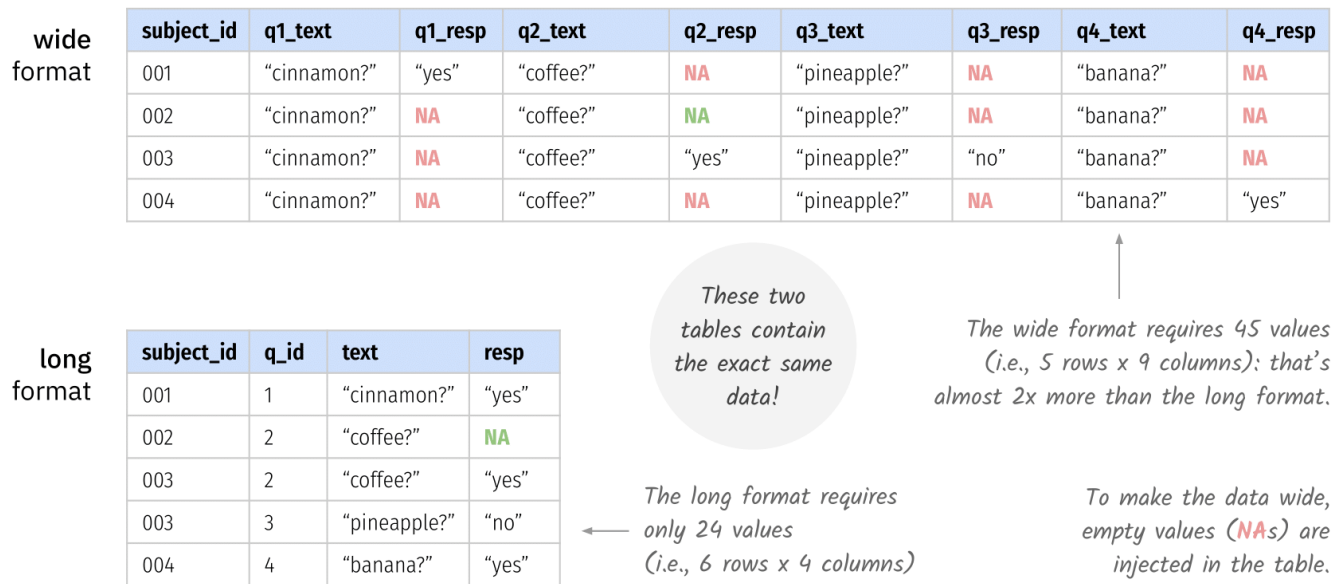 wide
format
subject_id q1_text q1_resp q2_text q2_resp q3_text q3_resp q4_text q4_resp
001 “cinnamon?” “yes” “coffee?” NA “pineapple?” NA “banana?” NA
002 “cinnamon?” NA “coffee?” NA “pineapple?” NA “banana?” NA
003 “cinnamon?” NA “coffee?” “yes” “pineapple?” “no” “banana?” NA
004 “cinnamon?” NA “coffee?” NA “pineapple?” NA “banana?” “yes”
These two
tables contain
the exact same
data!
The wide format requires 45 values
(i.e., 5 rows x 9 columns): that’s
almost 2x more than the long format.
long
format
subject_id q_id text resp
001 1 “cinnamon?” “yes”
002 2 “coffee?” NA
003 2 “coffee?” “yes”
003 3 “pineapple?” “no”
004 4 “banana?” “yes”
The long format requires
only 24 values
(i.e., 6 rows x 4 columns)
To make the data wide,
empty values (NAs) are
injected in the table.